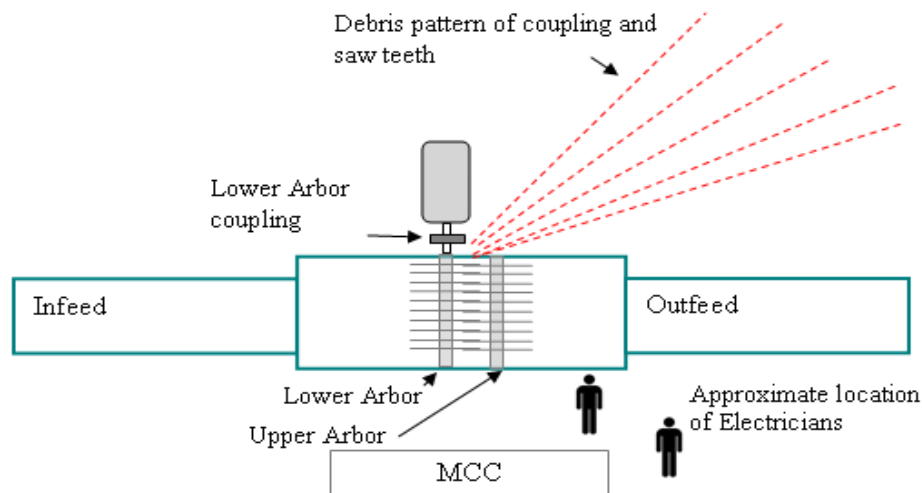 Debris pattern of coupling and
saw teeth
Lower Arbor
coupling
Infeed
Outfeed
Lower Arbor
Upper Arbor
Approximate location
of Electricians
MCC